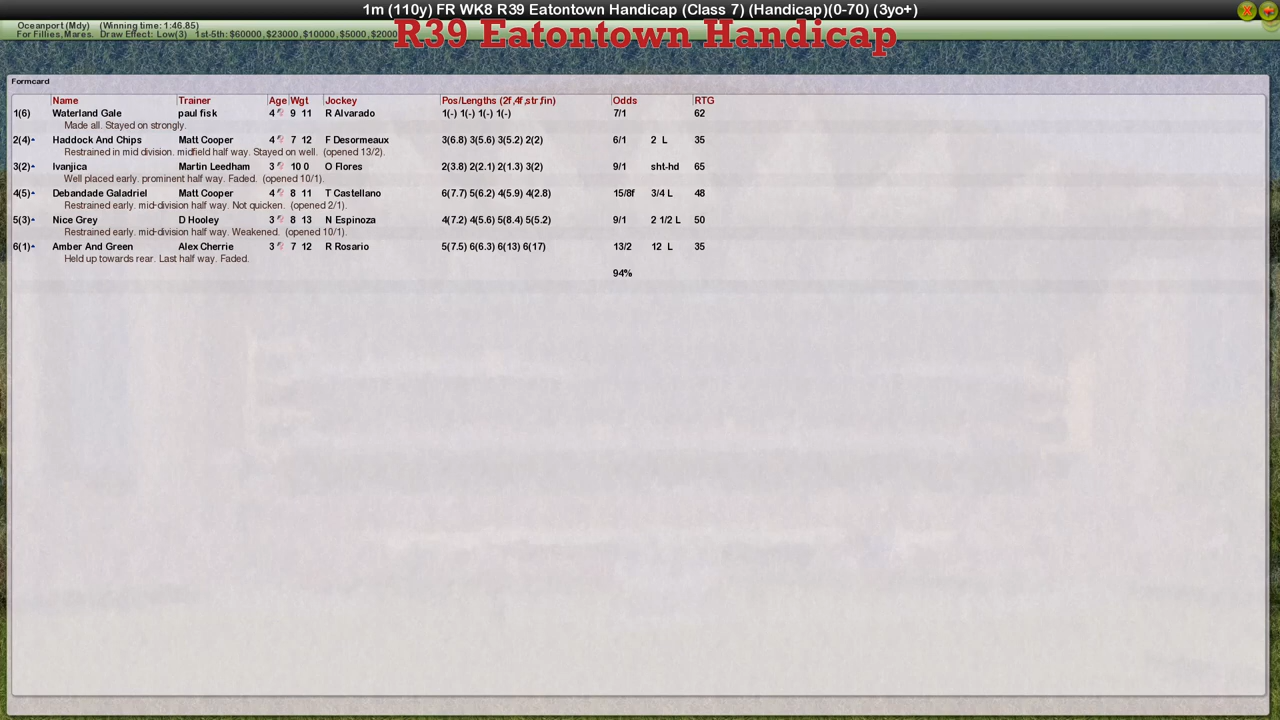 1m (110y) FR WK8 R39 Eatontown Handicap (Class 7) (Handicap)(0-70) (3yo+)
Oceanport (Mdy) (Winning time: 1:46.85)
For Fillies,Mares. Draw Effect: Low(3) 1st-5th: $60000,$23000,$10000,$5000,$2000
R39 Eatontown Handicap
Formcard
Name Trainer Age Wgt Jockey Pos/Lengths (2f,4f,str,fin) Odds RTG
1(6) Waterland Gale paul fisk 4 9 11 R Alvarado 1(-) 1(-) 1(-) 1(-) 7/1 62
Made all. Stayed on strongly.
2(4) Haddock And Chips Matt Cooper 4 7 12 F Desormeaux 3(6.8) 3(5.6) 3(5.2) 2(2) 6/1 2 L 35
Restrained in mid division. midfield half way. Stayed on well. (opened 13/2).
3(2) Ivanjica Martin Leedham 3 10 0 O Flores 2(3.8) 2(2.1) 2(1.3) 3(2) 9/1 sht-hd 65
Well placed early. prominent half way. Faded. (opened 10/1).
4(5) Debandade Galadriel Matt Cooper 4 8 11 T Castellano 6(7.7) 5(6.2) 4(5.9) 4(2.8) 15/8f 3/4 L 48
Restrained early. mid-division half way. Not quicken. (opened 2/1).
5(3) Nice Grey D Hooley 3 8 13 N Espinoza 4(7.2) 4(5.6) 5(8.4) 5(5.2) 9/1 2 1/2 L 50
Restrained early. mid-division half way. Weakened. (opened 10/1).
6(1) Amber And Green Alex Cherrie 3 7 12 R Rosario 5(7.5) 6(6.3) 6(13) 6(17) 13/2 12 L 35
Held up towards rear. Last half way. Faded.
94%